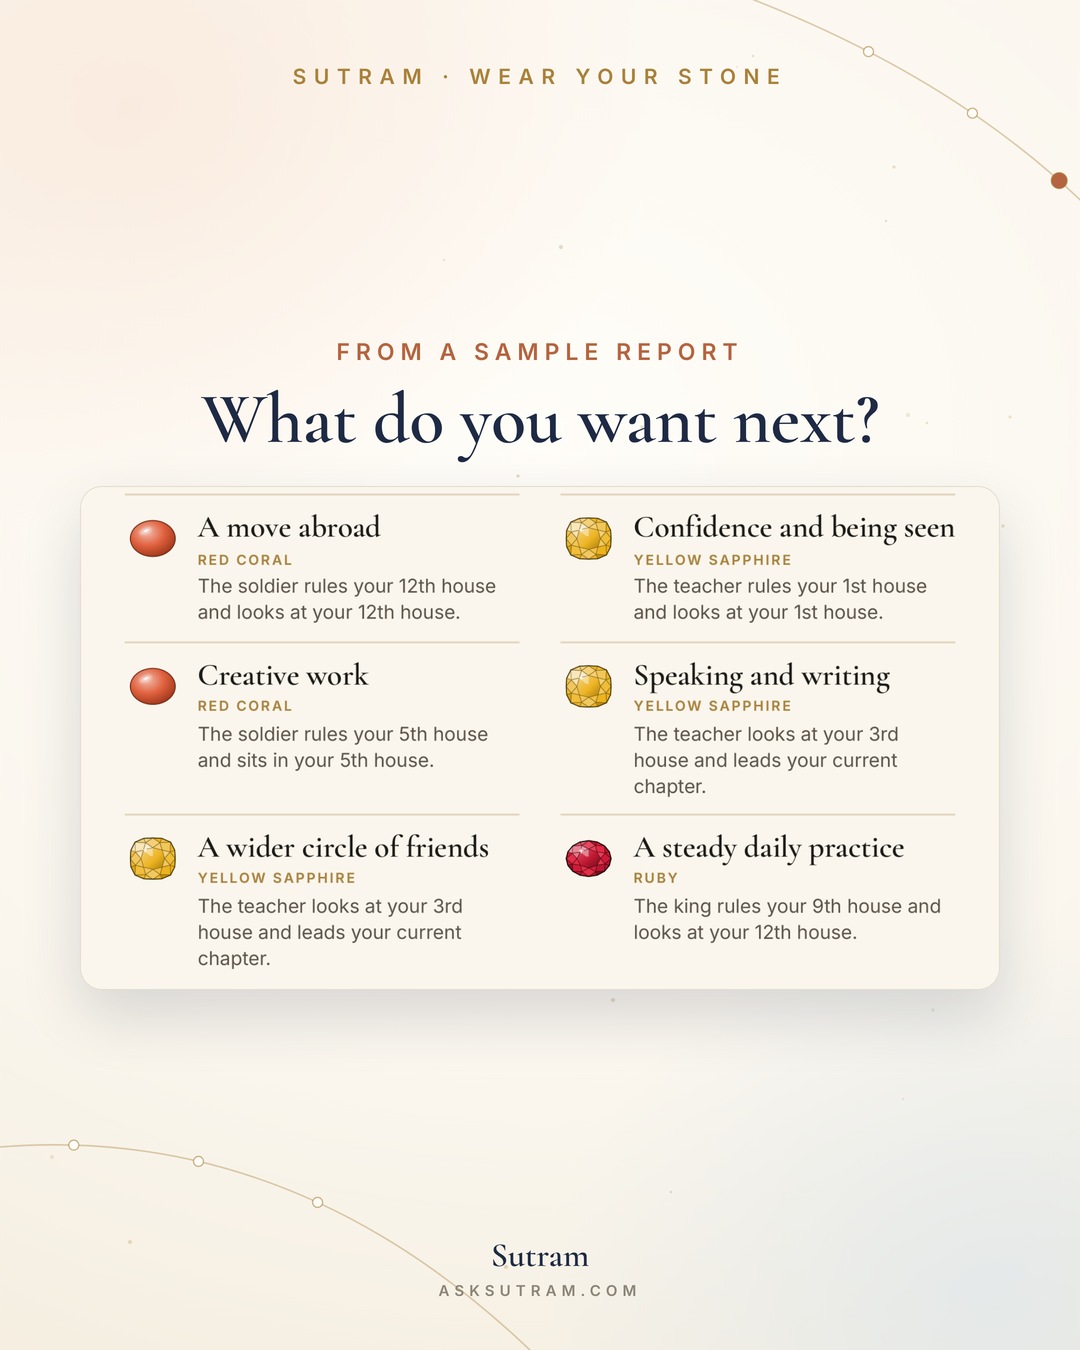 SUTRAM · WEAR YOUR STONE
FROM A SAMPLE REPORT
What do you want next?
A move abroad
RED CORAL
The soldier rules your 12th house
and looks at your 12th house.
Confidence and being seen
YELLOW SAPPHIRE
The teacher rules your 1st house
and looks at your 1st house.
Creative work
RED CORAL
The soldier rules your 5th house
and sits in your 5th house.
Speaking and writing
YELLOW SAPPHIRE
The teacher looks at your 3rd
house and leads your current
chapter.
A wider circle of friends
YELLOW SAPPHIRE
The teacher looks at your 3rd
house and leads your current
chapter.
A steady daily practice
RUBY
The king rules your 9th house and
looks at your 12th house.
Sutram
ASKSUTRAM.COM